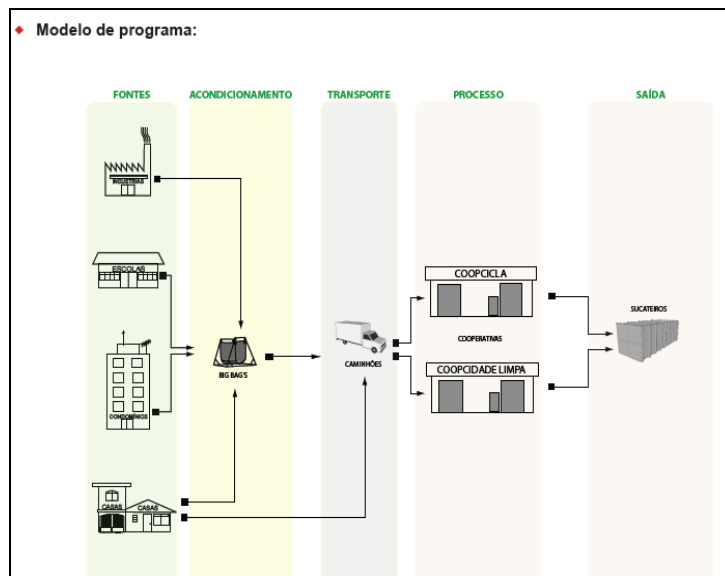 Modelo de programa:
FONTES
ACONDICIONAMENTO
TRANSPORTE
PROCESSO
SAÍDA
INDUSTRIAS
ESCOLAS
COOPCICLA
SUCATEIROS
COOPERATIVAS
CAMINHÕES
BIG BAG'S
COOPCIDADE LIMPA
CONDOMÍNIOS
CASAS
CASAS